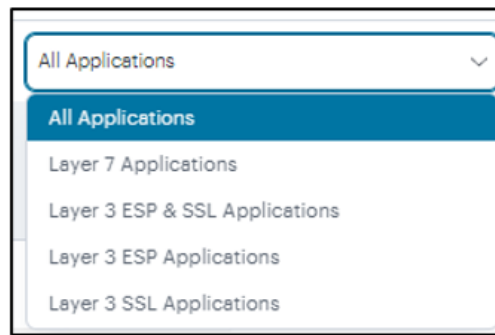 All Applications
All Applications
Layer 7 Applications
Layer 3 ESP & SSL Applications
Layer 3 ESP Applications
Layer 3 SSL Applications